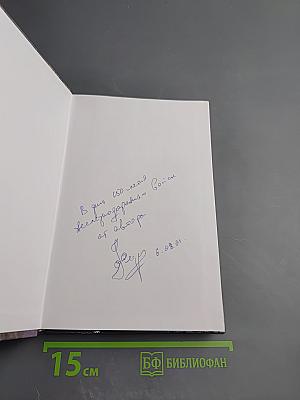 В день 150-летия
железнодорожных войск
от автора
6.08.01.
15 см
БФ БИБЛИОФАН